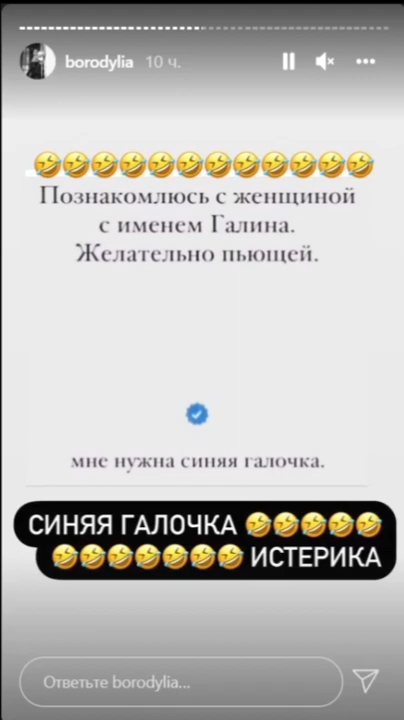 borodylia 10 ч.
🤣🤣🤣🤣🤣🤣🤣🤣🤣🤣🤣🤣
Познакомлюсь с женщиной
с именем Галина.
Желательно пьющей.
мне нужна синяя галочка.
СИНЯЯ ГАЛОЧКА 🤣🤣🤣🤣🤣
🤣🤣🤣🤣🤣🤣🤣 ИСТЕРИКА
Ответьте borodylia...